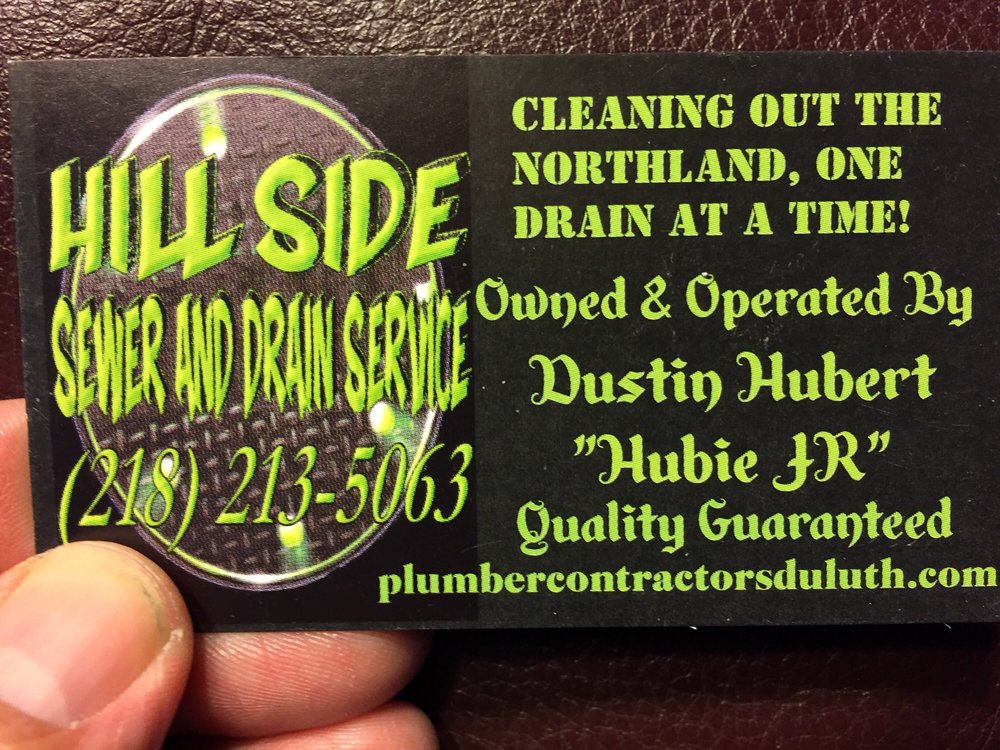 HILL SIDE
SEWER AND DRAIN SERVICE
(218) 213-5063
CLEANING OUT THE
NORTHLAND, ONE
DRAIN AT A TIME!
Owned & Operated By
Dustin Hubert
"Hubie JR"
Quality Guaranteed
plumbercontractorsduluth.com